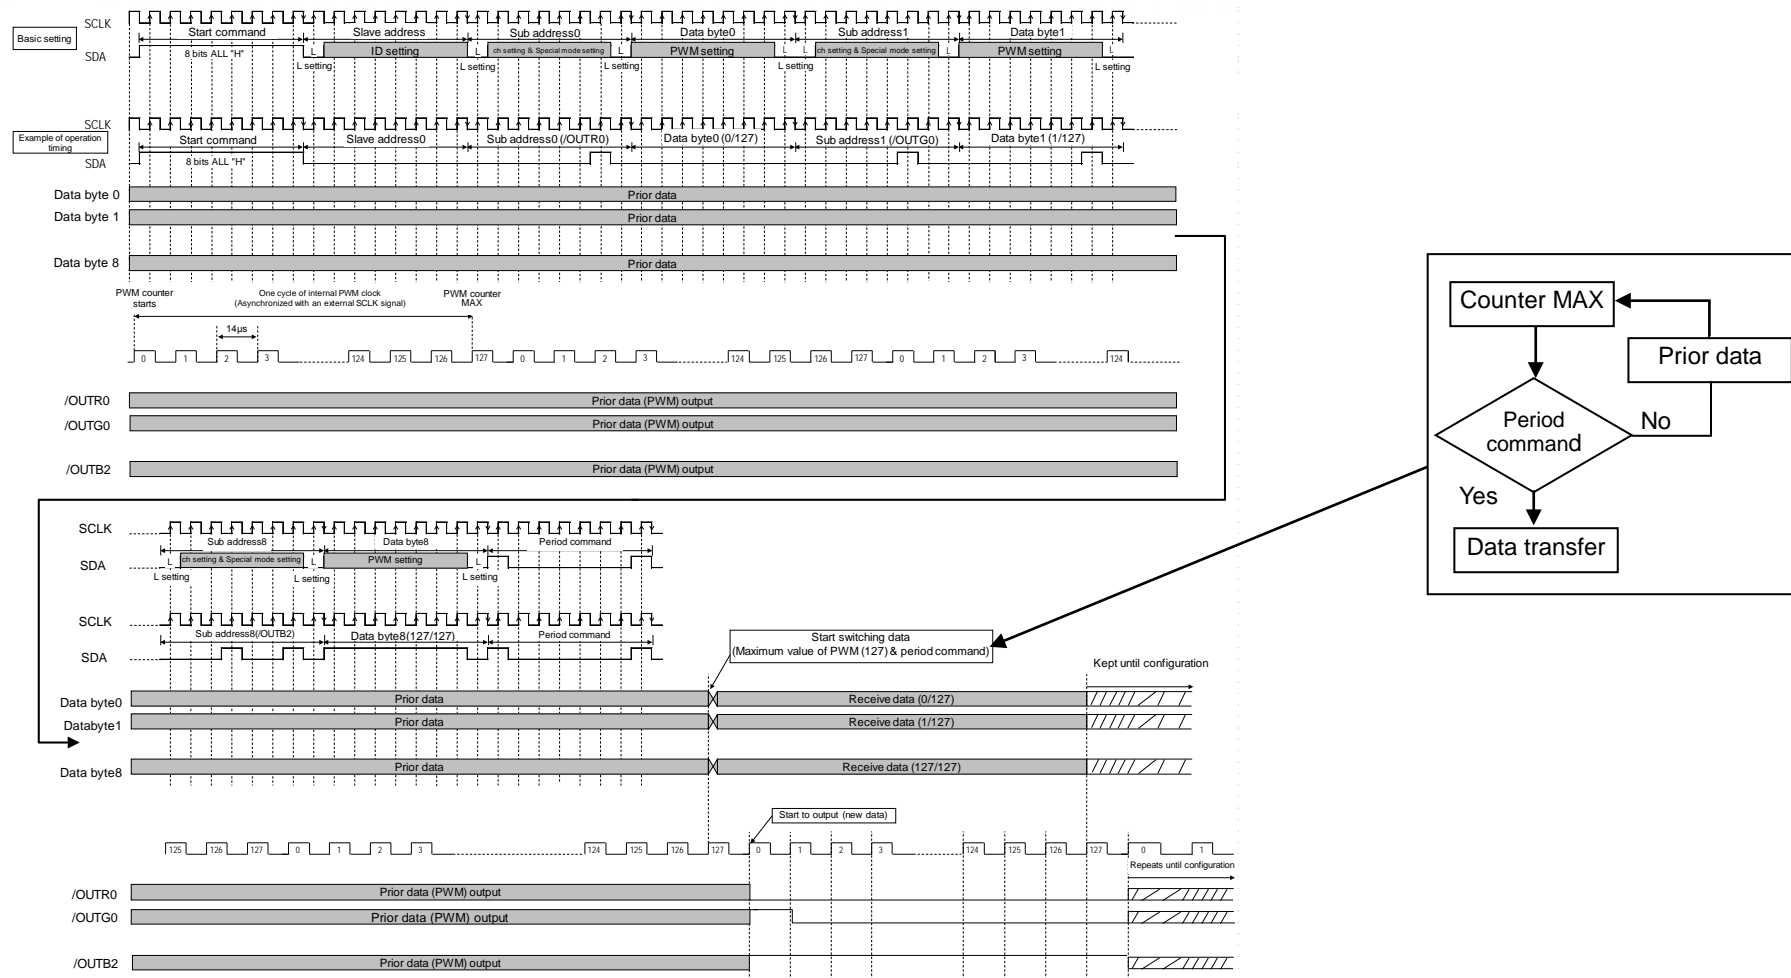 SCLK
Basic setting
Start command
Slave address
Sub address0
Data byte0
Sub address1
Data byte1
SDA
8 bits ALL "H"
L
ID setting
L
ch setting & Special mode setting
L
PWM setting
L
ch setting & Special mode setting
L
PWM setting
L
L setting
L setting
L setting
L setting
L setting
L setting
SCLK
Example of operation
timing
Start command
Slave address0
Sub address0 (/OUTR0)
Data byte0 (0/127)
Sub address1 (/OUTG0)
Data byte1 (1/127)
SDA
8 bits ALL "H"
Data byte 0
Prior data
Data byte 1
Prior data
Data byte 8
Prior data
PWM counter
starts
One cycle of internal PWM clock
(Asynchronized with an external SCLK signal)
PWM counter
MAX
14µs
0 1 2 3 124 125 126 127 0 1 2 3 124 125 126 127 0 1 2 3 124
/OUTR0
Prior data (PWM) output
/OUTG0
Prior data (PWM) output
/OUTB2
Prior data (PWM) output
Counter MAX
Prior data
Period
command
No
Yes
Data transfer
SCLK
Sub address8
Data byte8
Period command
SDA
L
ch setting & Special mode setting
L
PWM setting
L
L setting
L setting
L setting
SCLK
Sub address8(/OUTB2)
Data byte8(127/127)
Period command
SDA
Start switching data
(Maximum value of PWM (127) & period command)
Kept until configuration
Data byte0
Prior data
Receive data (0/127)
Databyte1
Prior data
Receive data (1/127)
Data byte8
Prior data
Receive data (127/127)
Start to output (new data)
125 126 127 0 1 2 3 124 125 126 127 0 1 2 3 124 125 126 127 0 1
Repeats until configuration
/OUTR0
Prior data (PWM) output
/OUTG0
Prior data (PWM) output
/OUTB2
Prior data (PWM) output